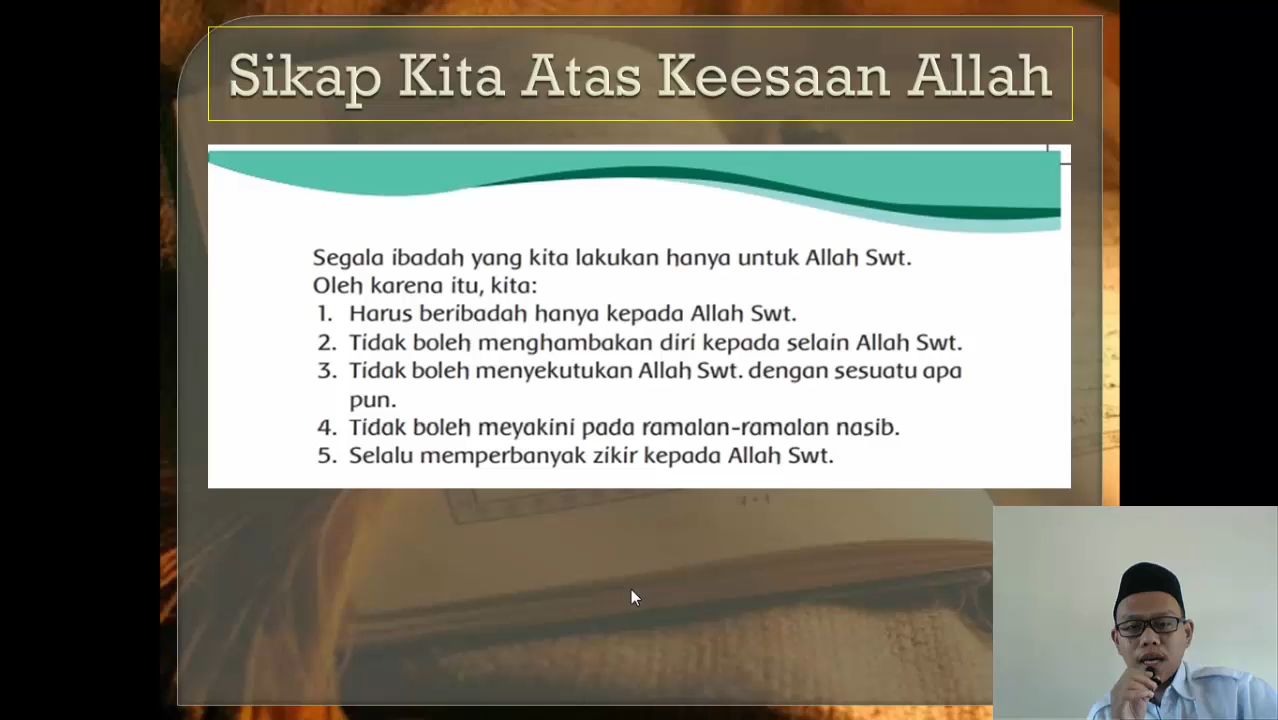 Sikap Kita Atas Keesaan Allah
Segala ibadah yang kita lakukan hanya untuk Allah Swt.
Oleh karena itu, kita:
1. Harus beribadah hanya kepada Allah Swt.
2. Tidak boleh menghambakan diri kepada selain Allah Swt.
3. Tidak boleh menyekutukan Allah Swt. dengan sesuatu apa
pun.
4. Tidak boleh meyakini pada ramalan-ramalan nasib.
5. Selalu memperbanyak zikir kepada Allah Swt.